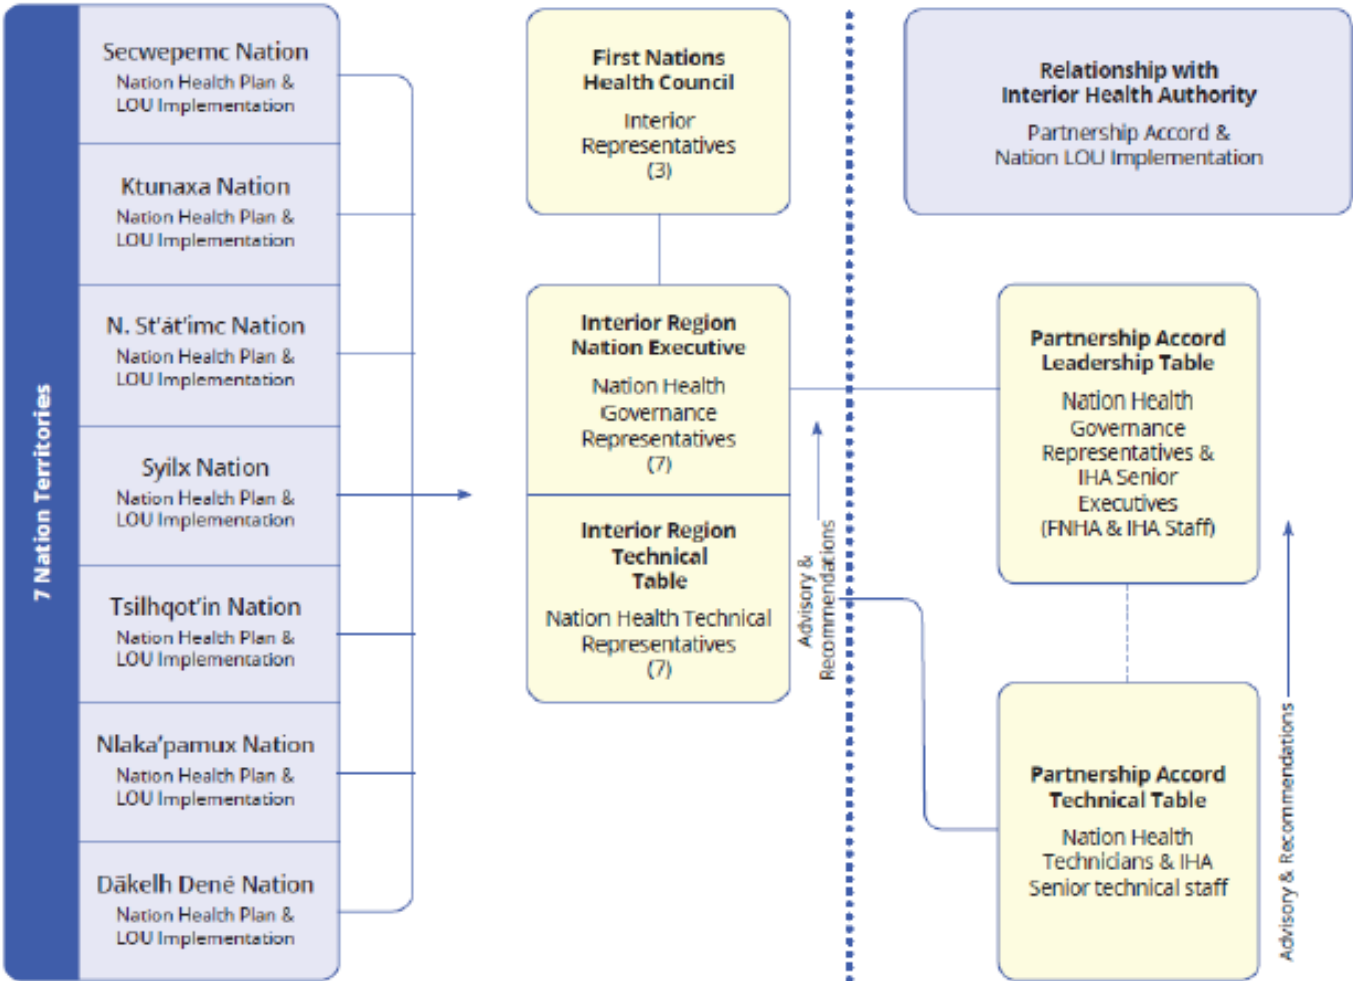 7 Nation Territories
Secwepemc Nation
Nation Health Plan &
LOU Implementation
Ktunaxa Nation
Nation Health Plan &
LOU Implementation
N. St'át'imc Nation
Nation Health Plan &
LOU Implementation
Syilx Nation
Nation Health Plan &
LOU Implementation
Tsilhqot'in Nation
Nation Health Plan &
LOU Implementation
Nlaka'pamux Nation
Nation Health Plan &
LOU Implementation
Dãkelh Dené Nation
Nation Health Plan &
LOU Implementation
First Nations
Health Council
Interior
Representatives
(3)
Interior Region
Nation Executive
Nation Health
Governance
Representatives
(7)
Interior Region
Technical
Table
Nation Health Technical
Representatives
(7)
Advisory &
Recommendations
Relationship with
Interior Health Authority
Partnership Accord &
Nation LOU Implementation
Partnership Accord
Leadership Table
Nation Health
Governance
Representatives &
IHA Senior
Executives
(FNHA & IHA Staff)
Partnership Accord
Technical Table
Nation Health
Technicians & IHA
Senior technical staff
Advisory & Recommendations